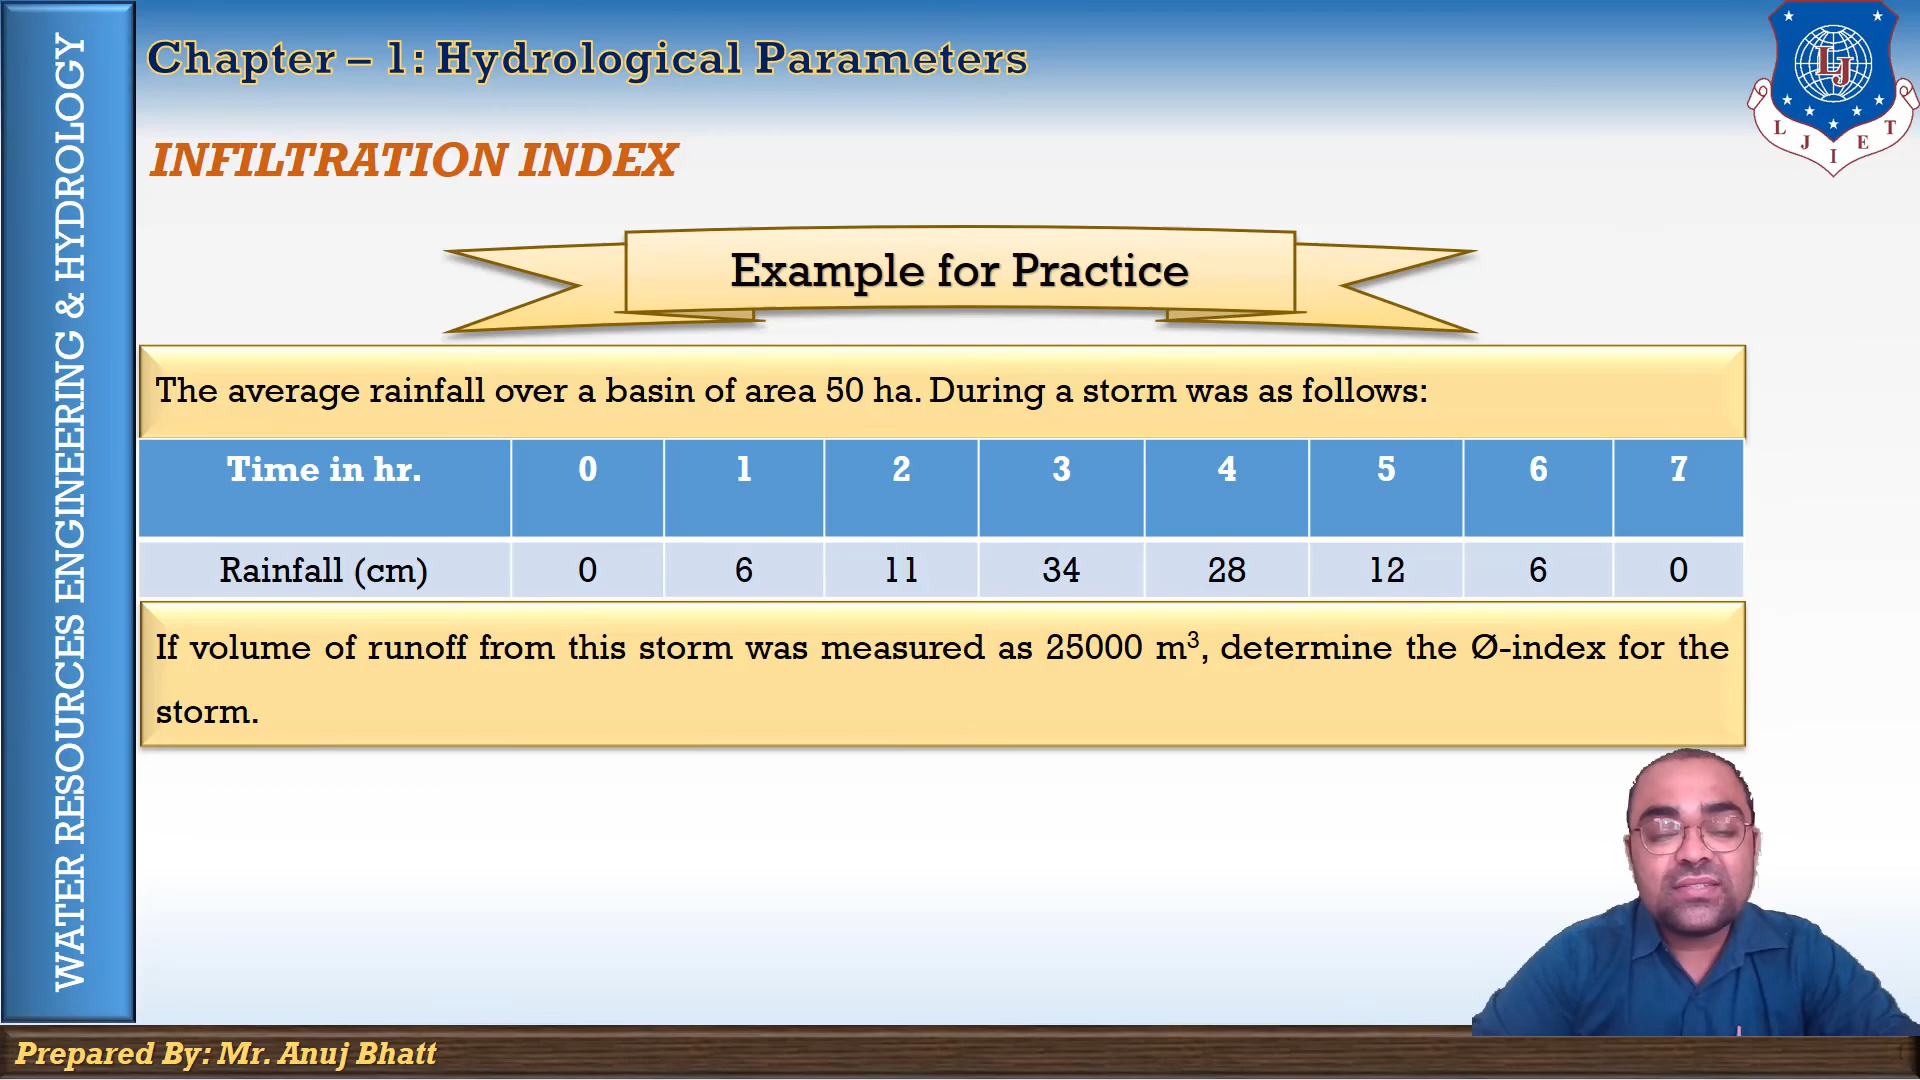 WATER RESOURCES ENGINEERING & HYDROLOGY
Chapter – 1: Hydrological Parameters
L J I E T
LJ
INFILTRATION INDEX
Example for Practice
The average rainfall over a basin of area 50 ha. During a storm was as follows:
Time in hr. 0 1 2 3 4 5 6 7
Rainfall (cm) 0 6 11 34 28 12 6 0
If volume of runoff from this storm was measured as 25000 m³, determine the Ø-index for the
storm.
Prepared By: Mr. Anuj Bhatt